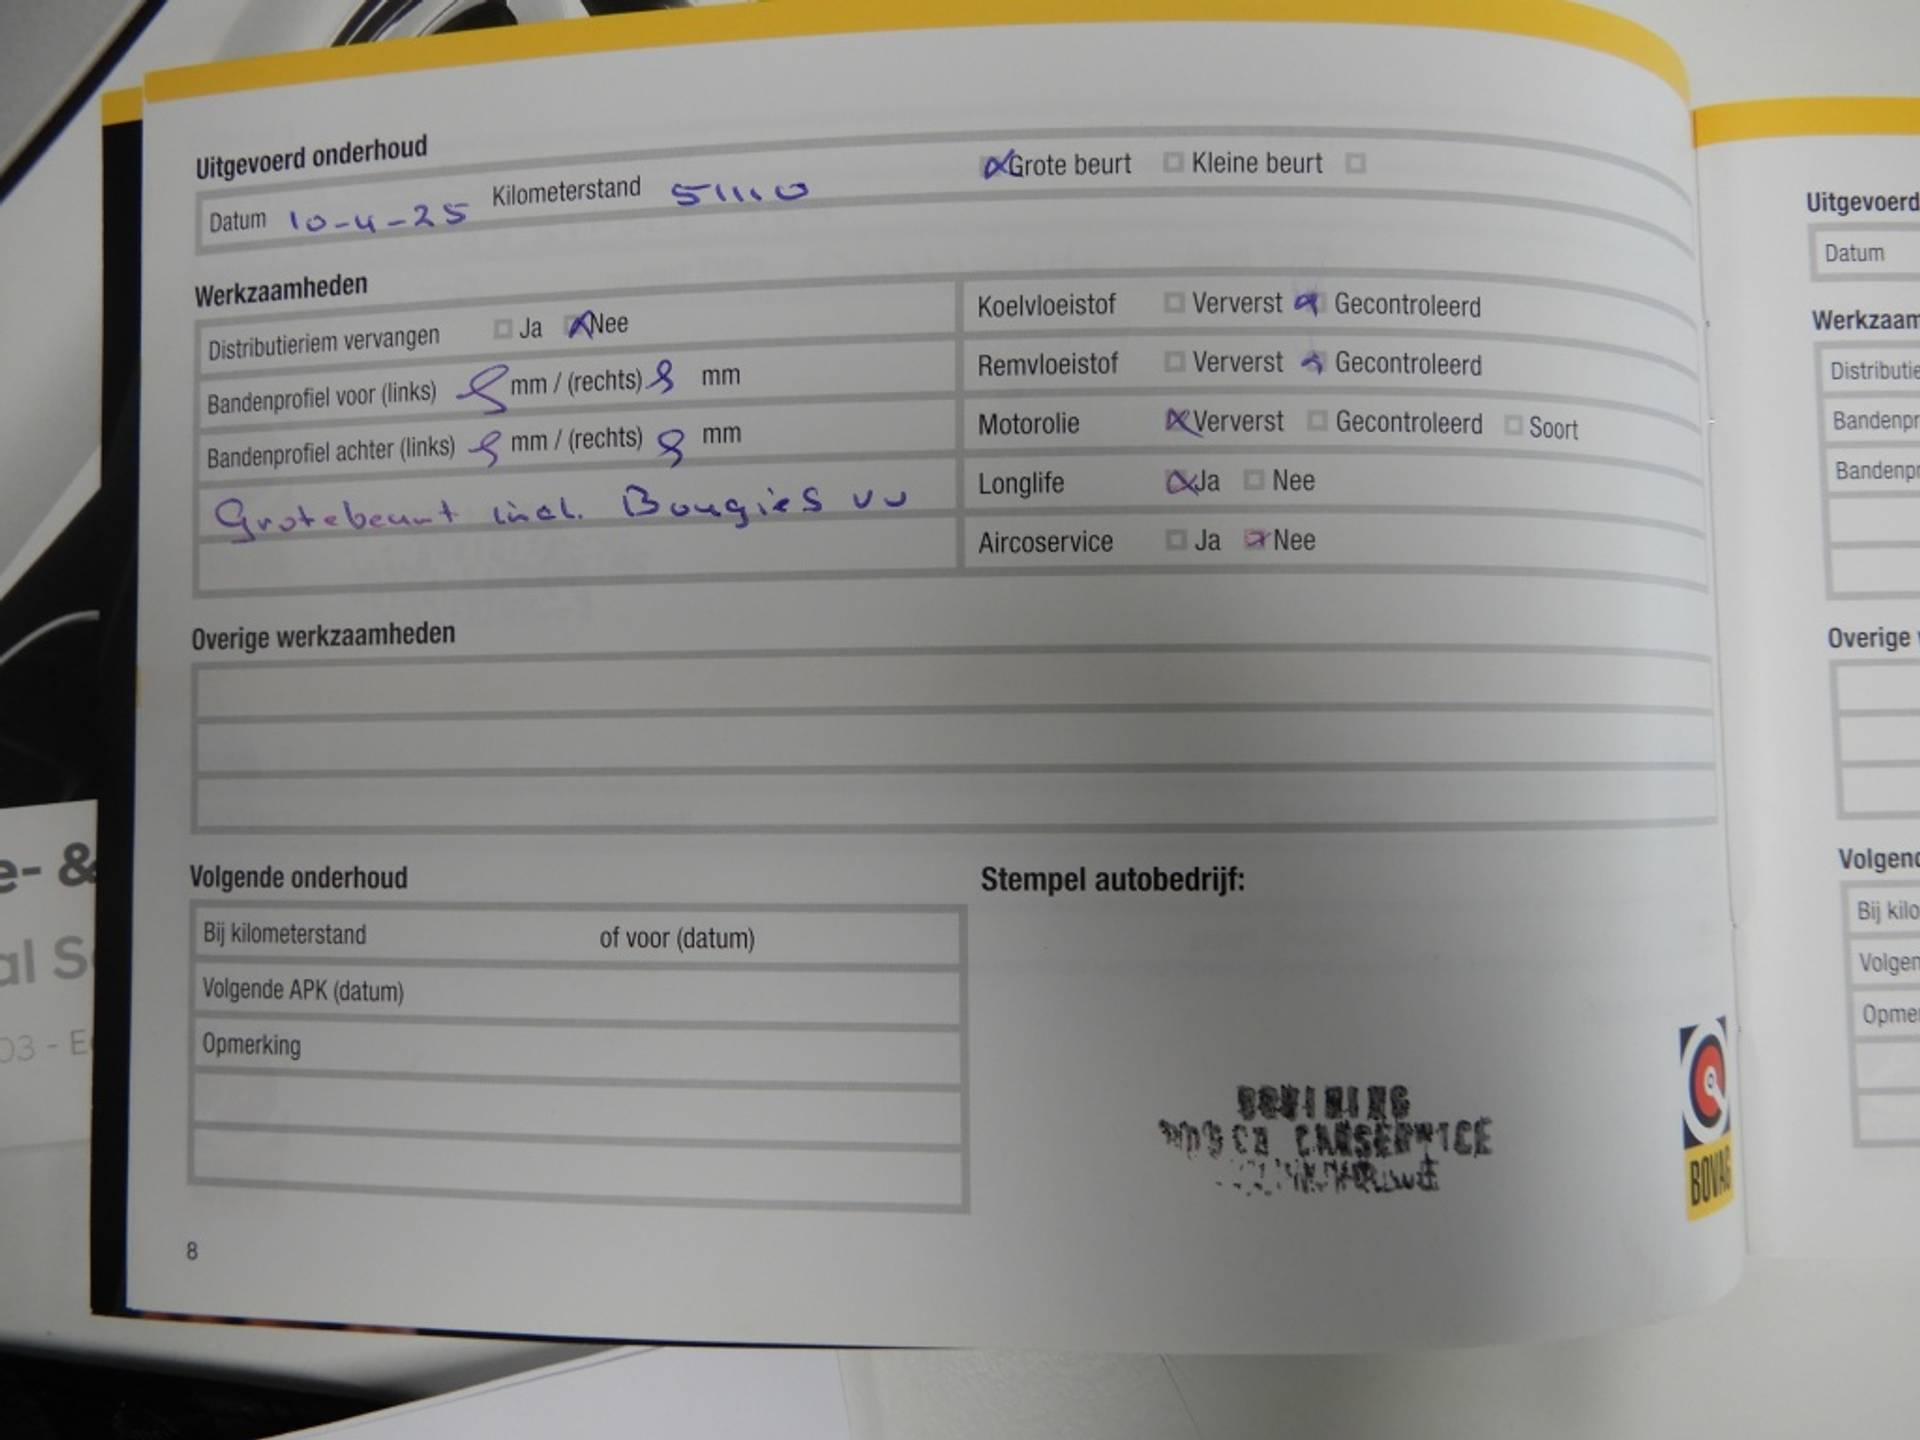 Uitgevoerd onderhoud
Datum 10-4-25 Kilometerstand 51110 Grote beurt Kleine beurt
Werkzaamheden
Distributieriem vervangen Ja Nee
Bandenprofiel voor (links) 8 mm / (rechts) 8 mm
Bandenprofiel achter (links) 8 mm / (rechts) 8 mm
Grotebeurt incl. Bougies vv
Koelvloeistof Ververst Gecontroleerd
Remvloeistof Ververst Gecontroleerd
Motorolie Ververst Gecontroleerd Soort
Longlife Ja Nee
Aircoservice Ja Nee
Overige werkzaamheden
Volgende onderhoud
Bij kilometerstand of voor (datum)
Volgende APK (datum)
Opmerking
Stempel autobedrijf:
CARSERVICE
BOVAG
8
Uitgevoerd
Datum
Werkzaam
Distributie
Bandenpr
Bandenpr
Overige
Volgend
Bij kilo
Volgen
Opme
e- &
al S
03 - E